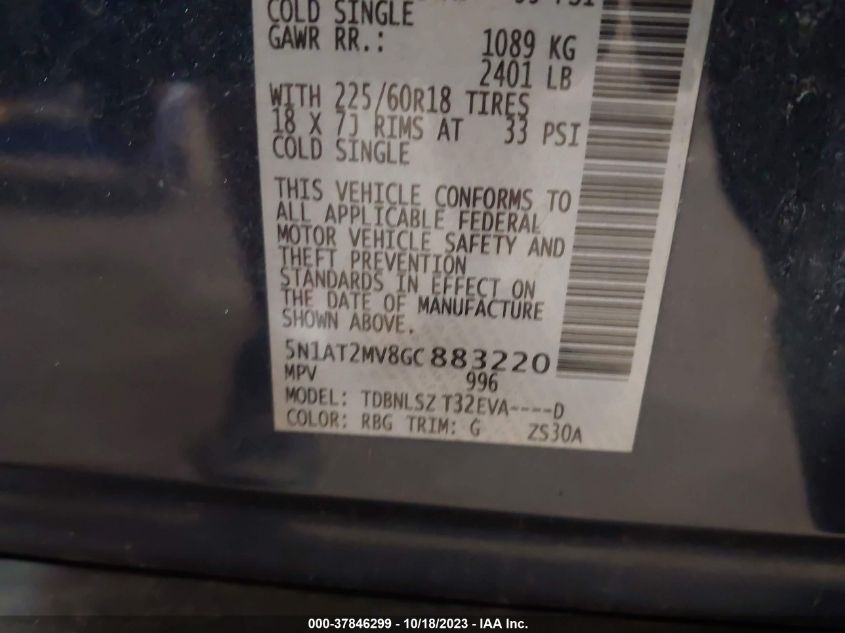 COLD SINGLE
GAWR RR.: 1089 KG
2401 LB
WITH 225/60R18 TIRES
18 X 7J RIMS AT 33 PSI
COLD SINGLE
THIS VEHICLE CONFORMS TO
ALL APPLICABLE FEDERAL
MOTOR VEHICLE SAFETY AND
THEFT PREVENTION
STANDARDS IN EFFECT ON
THE DATE OF MANUFACTURE
SHOWN ABOVE.
5N1AT2MV8GC883220
MPV 996
MODEL: TDBNLSZ T32EVA----D
COLOR: RBG TRIM: G ZS30A
000-37846299 - 10/18/2023 - IAA Inc.